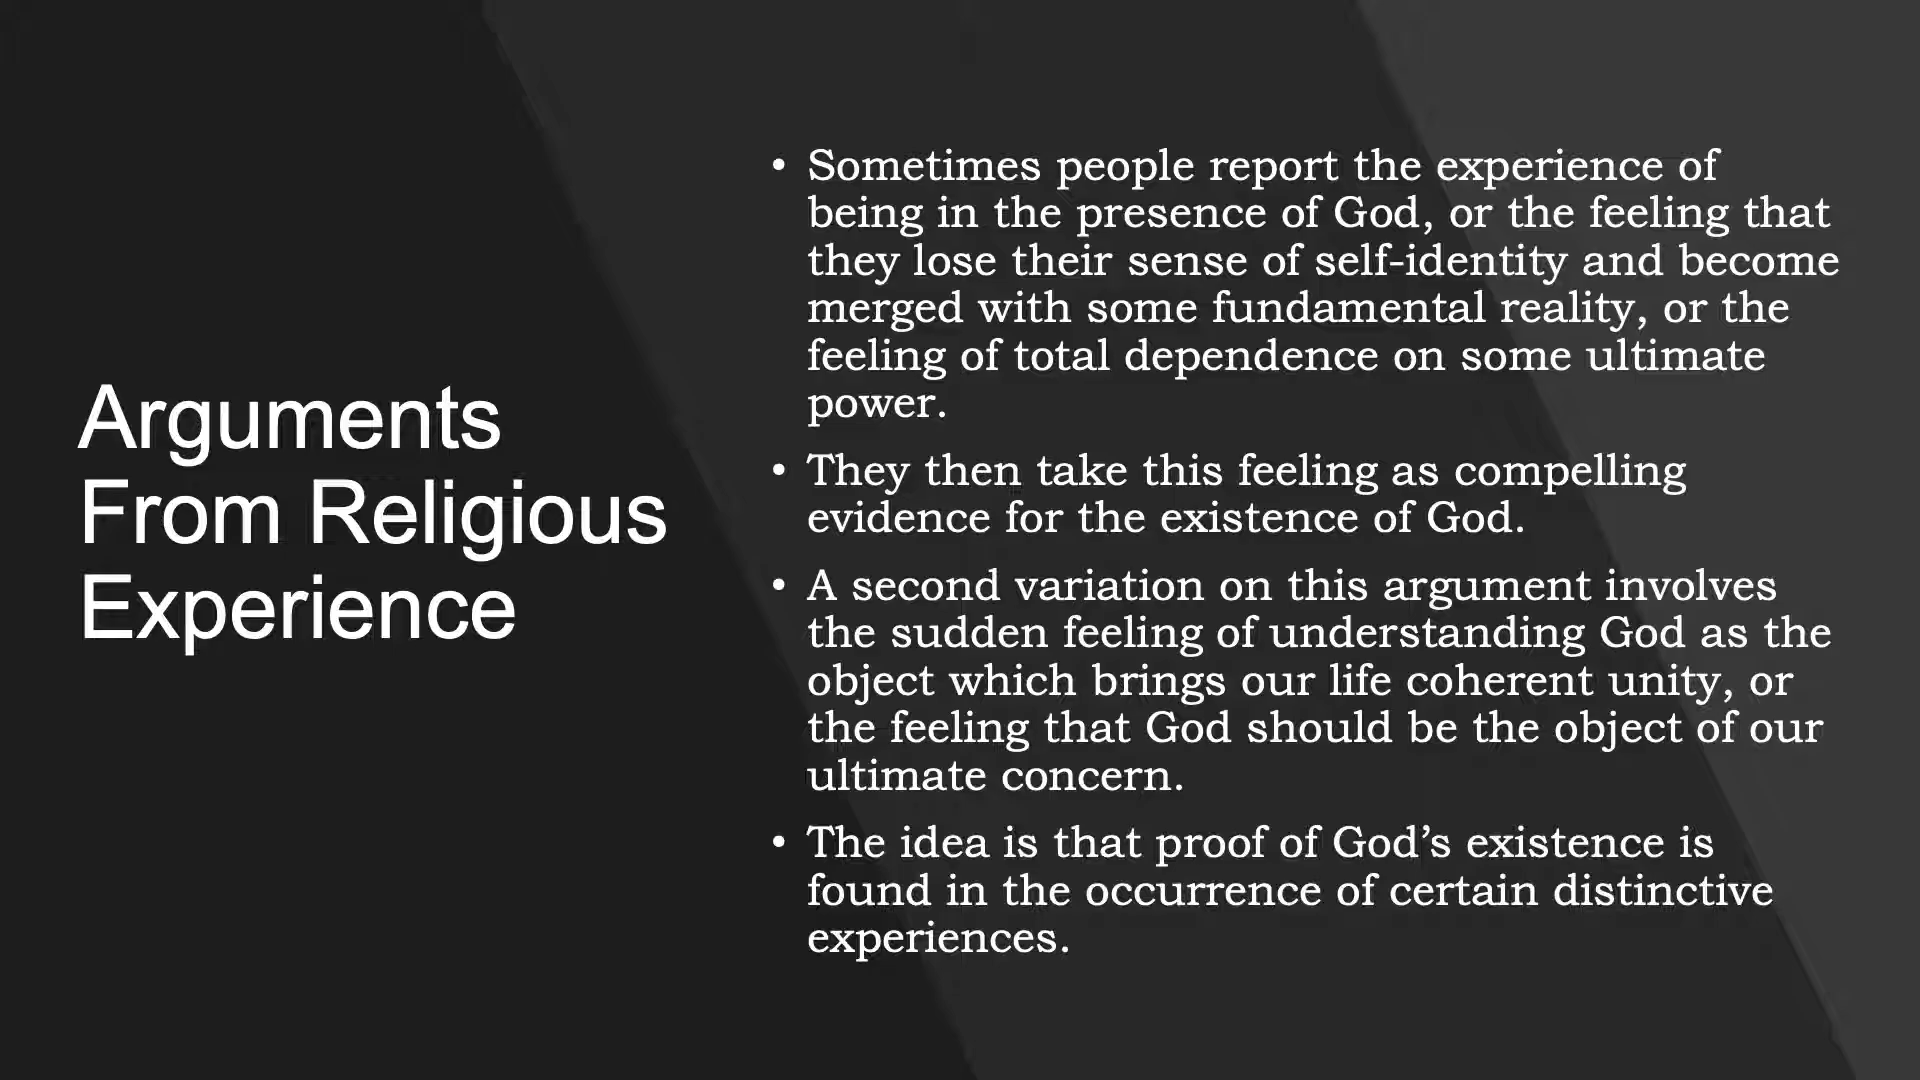 Arguments
From Religious
Experience
• Sometimes people report the experience of
being in the presence of God, or the feeling that
they lose their sense of self-identity and become
merged with some fundamental reality, or the
feeling of total dependence on some ultimate
power.
• They then take this feeling as compelling
evidence for the existence of God.
• A second variation on this argument involves
the sudden feeling of understanding God as the
object which brings our life coherent unity, or
the feeling that God should be the object of our
ultimate concern.
• The idea is that proof of God’s existence is
found in the occurrence of certain distinctive
experiences.